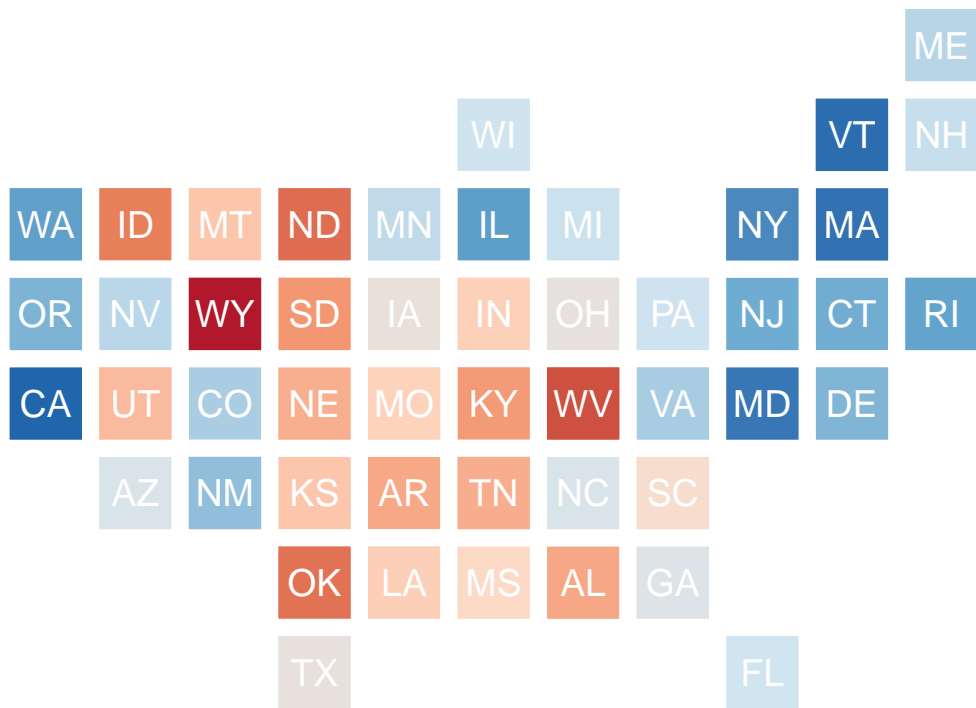 ME
WI VT NH
WA ID MT ND MN IL MI NY MA
OR NV WY SD IA IN OH PA NJ CT RI
CA UT CO NE MO KY WV VA MD DE
AZ NM KS AR TN NC SC
OK LA MS AL GA
TX FL